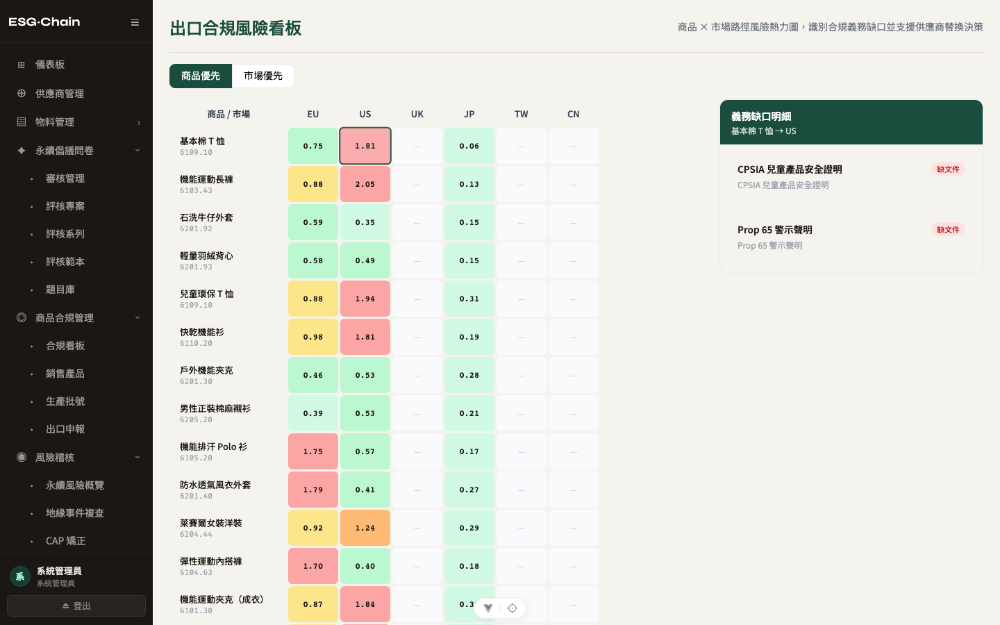 ESG-Chain
儀表板
供應商管理
物料管理
永續倡議問卷
審核管理
評核專案
評核系列
評核範本
題目庫
商品合規管理
合規看板
銷售產品
生產批號
出口申報
風險稽核
永續風險概覽
地緣事件複查
CAP 矯正
系
系統管理員
系統管理員
登出
出口合規風險看板
商品 × 市場路徑風險熱力圖，識別合規義務缺口並支援供應商替換決策
商品優先 市場優先
商品 / 市場 EU US UK JP TW CN
基本棉 T 恤
6109.10
0.75 1.81 — 0.06 — —
機能運動長褲
6103.43
0.88 2.05 — 0.13 — —
石洗牛仔外套
6201.92
0.59 0.35 — 0.15 — —
輕量羽絨背心
6201.93
0.58 0.49 — 0.15 — —
兒童環保 T 恤
6109.10
0.88 1.94 — 0.31 — —
快乾機能衫
6110.20
0.98 1.81 — 0.19 — —
戶外機能夾克
6201.30
0.46 0.53 — 0.28 — —
男性正裝棉麻襯衫
6205.20
0.39 0.53 — 0.21 — —
機能排汗 Polo 衫
6105.20
1.75 0.57 — 0.17 — —
防水透氣風衣外套
6201.40
1.79 0.41 — 0.27 — —
萊賽爾女裝洋裝
6204.44
0.92 1.24 — 0.29 — —
彈性運動內搭褲
6104.63
1.70 0.40 — 0.18 — —
機能運動夾克（成衣）
6101.30
0.87 1.84 — —
義務缺口明細
基本棉 T 恤 → US
CPSIA 兒童產品安全證明 缺文件
CPSIA 兒童產品安全證明
Prop 65 警示聲明 缺文件
Prop 65 警示聲明